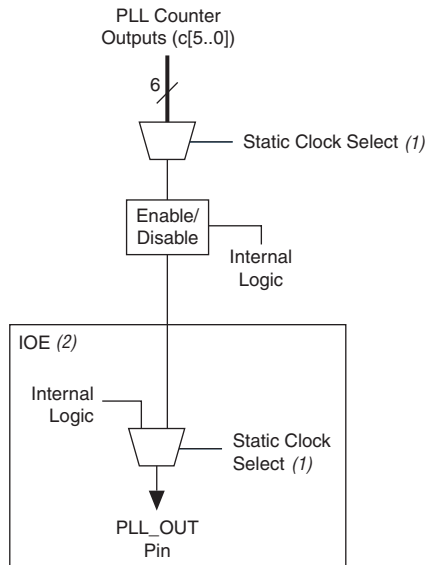 PLL Counter
Outputs (c[5..0])
6
Static Clock Select (1)
Enable/
Disable
Internal
Logic
IOE (2)
Internal
Logic
Static Clock
Select (1)
PLL_OUT
Pin